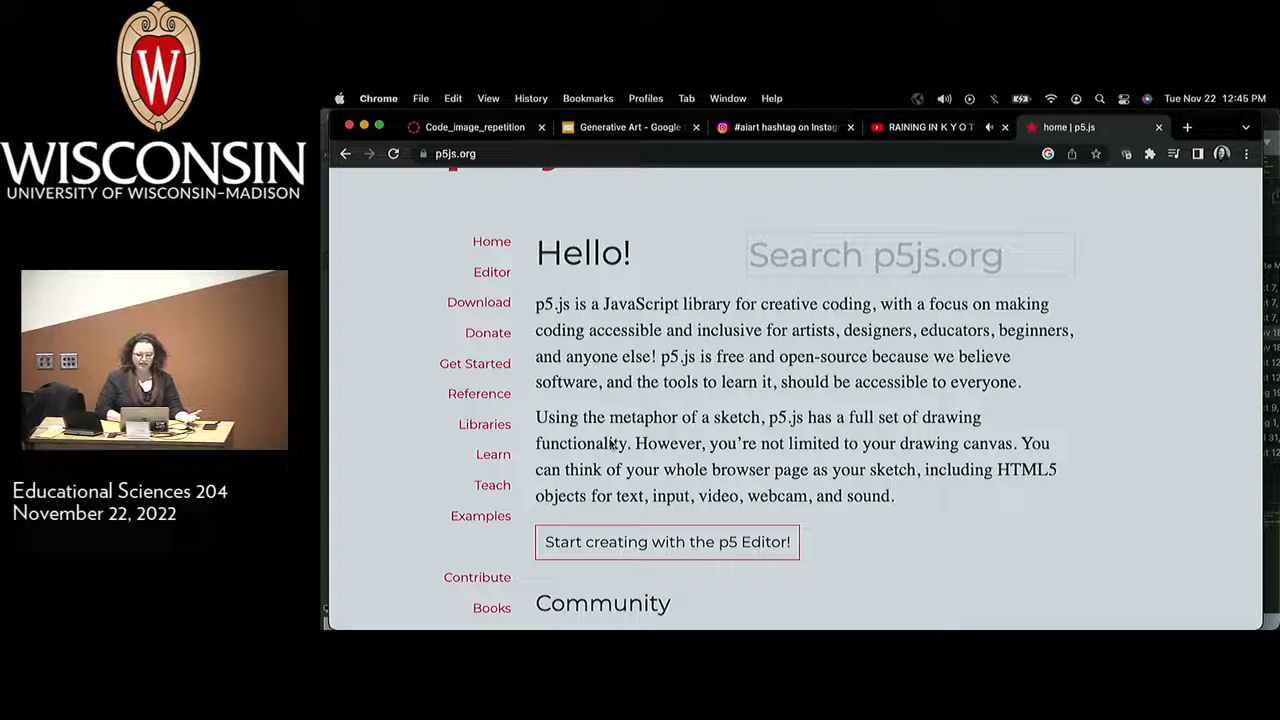 W
WISCONSIN
UNIVERSITY OF WISCONSIN–MADISON
Educational Sciences 204
November 22, 2022
Chrome File Edit View History Bookmarks Profiles Tab Window Help
Tue Nov 22 12:45 PM
Code_image_repetition
Generative Art - Google
#aiart hashtag on Instag
RAINING IN K Y O T
home | p5.js
p5js.org
Home
Editor
Download
Donate
Get Started
Reference
Libraries
Learn
Teach
Examples
Contribute
Books
Hello!
Search p5js.org
p5.js is a JavaScript library for creative coding, with a focus on making
coding accessible and inclusive for artists, designers, educators, beginners,
and anyone else! p5.js is free and open-source because we believe
software, and the tools to learn it, should be accessible to everyone.
Using the metaphor of a sketch, p5.js has a full set of drawing
functionality. However, you’re not limited to your drawing canvas. You
can think of your whole browser page as your sketch, including HTML5
objects for text, input, video, webcam, and sound.
Start creating with the p5 Editor!
Community